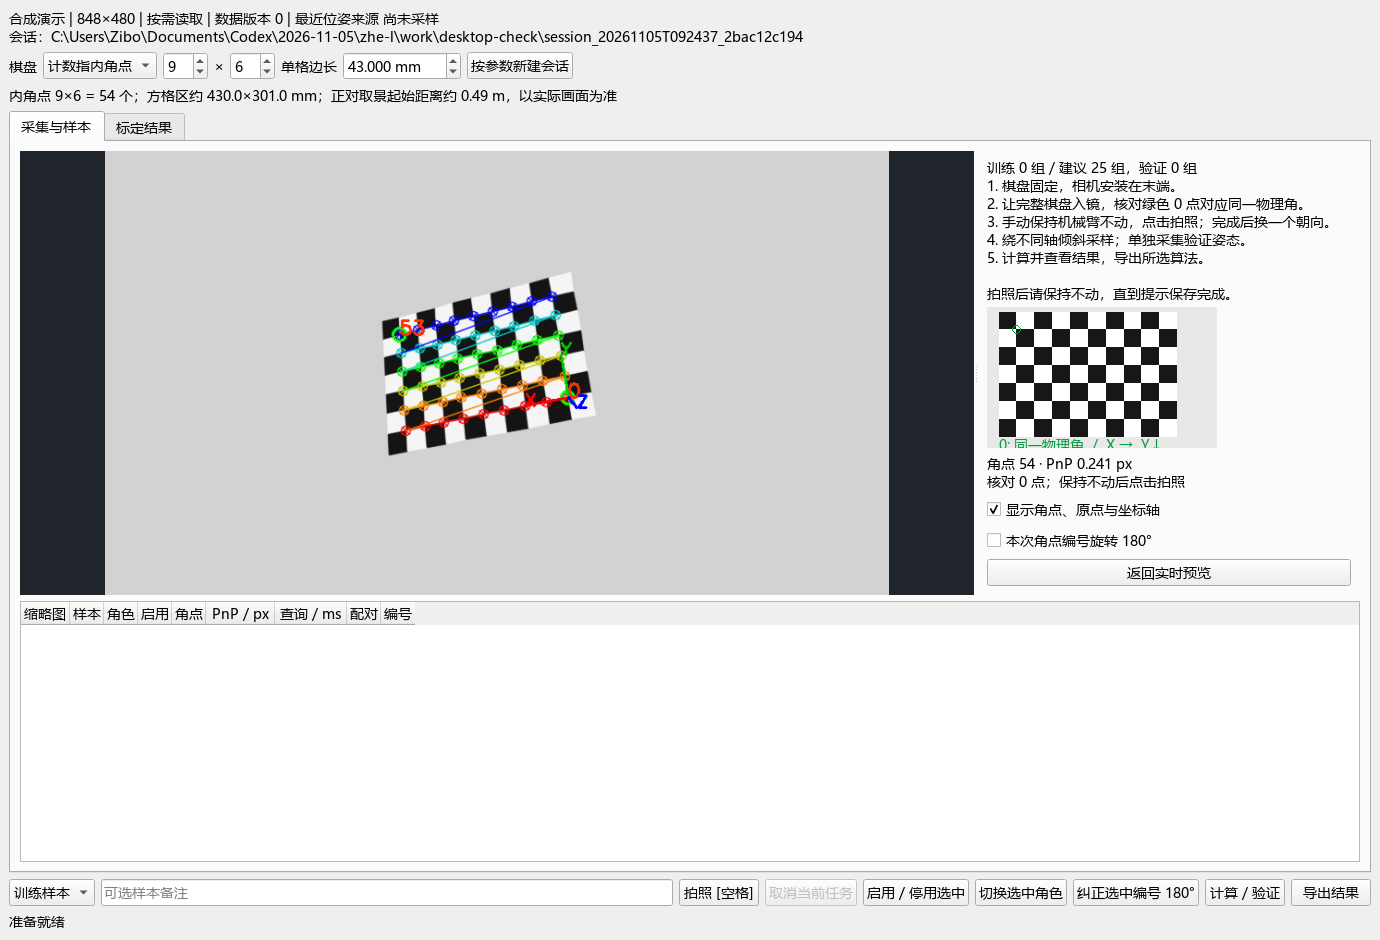 合成演示 | 848×480 | 按需读取 | 数据版本 0 | 最近位姿来源 尚未采样
会话：C:\Users\Zibo\Documents\Codex\2026-11-05\zhe-l\work\desktop-check\session_20261105T092437_2bac12c194
棋盘 计数指内角点 9 × 6 单格边长 43.000 mm 按参数新建会话
内角点 9×6 = 54 个；方格区约 430.0×301.0 mm；正对取景起始距离约 0.49 m，以实际画面为准
采集与样本 标定结果
53
Y
X 0
Z
训练 0 组 / 建议 25 组，验证 0 组
1. 棋盘固定，相机安装在末端。
2. 让完整棋盘入镜，核对绿色 0 点对应同一物理角。
3. 手动保持机械臂不动，点击拍照；完成后换一个朝向。
4. 绕不同轴倾斜采样；单独采集验证姿态。
5. 计算并查看结果，导出所选算法。
拍照后请保持不动，直到提示保存完成。
0: 同一物理角 / X → Y ↓
角点 54 · PnP 0.241 px
核对 0 点；保持不动后点击拍照
显示角点、原点与坐标轴
本次角点编号旋转 180°
返回实时预览
缩略图 样本 角色 启用 角点 PnP / px 查询 / ms 配对 编号
训练样本 可选样本备注 拍照 [空格] 取消当前任务 启用 / 停用选中 切换选中角色 纠正选中编号 180° 计算 / 验证 导出结果
准备就绪